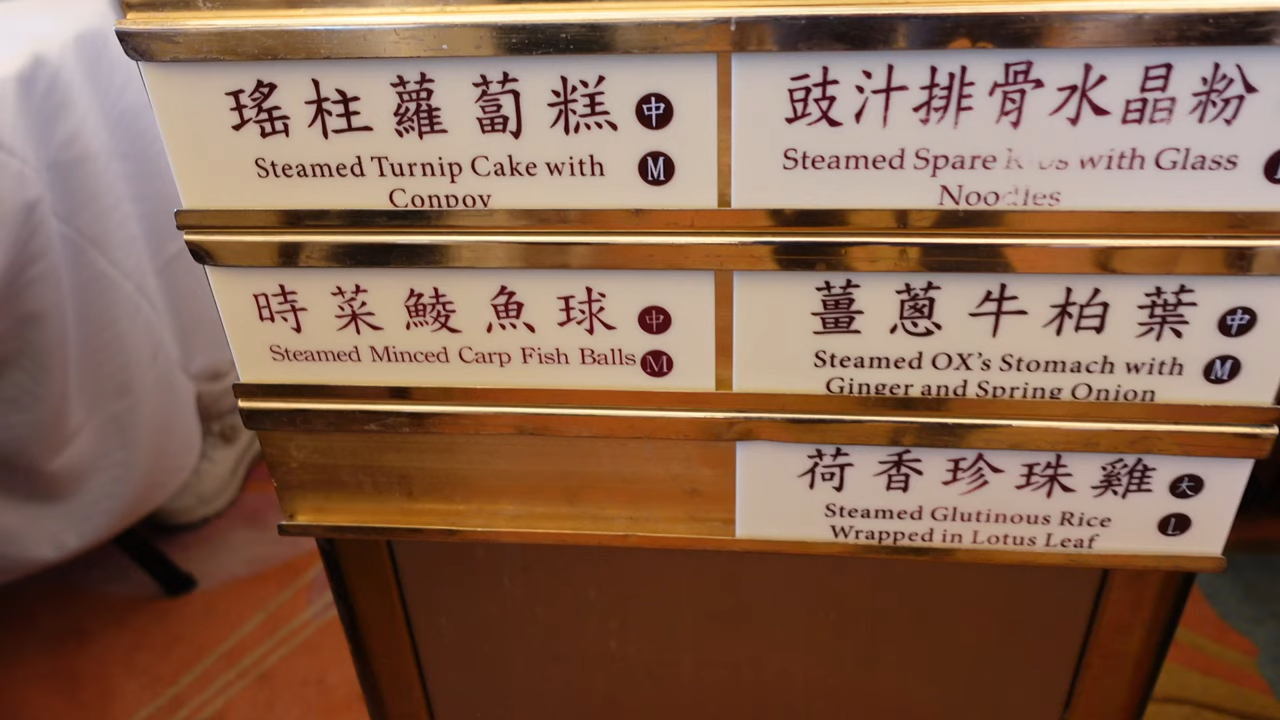 瑤柱蘿蔔糕 中
Steamed Turnip Cake with M
Conpoy
豉汁排骨水晶粉
Steamed Spare with Glass
Noodles
時菜鯪魚球 中
Steamed Minced Carp Fish Balls M
薑蔥牛柏葉 中
Steamed OX's Stomach with M
Ginger and Spring Onion
荷香珍珠雞 大
Steamed Glutinous Rice L
Wrapped in Lotus Leaf